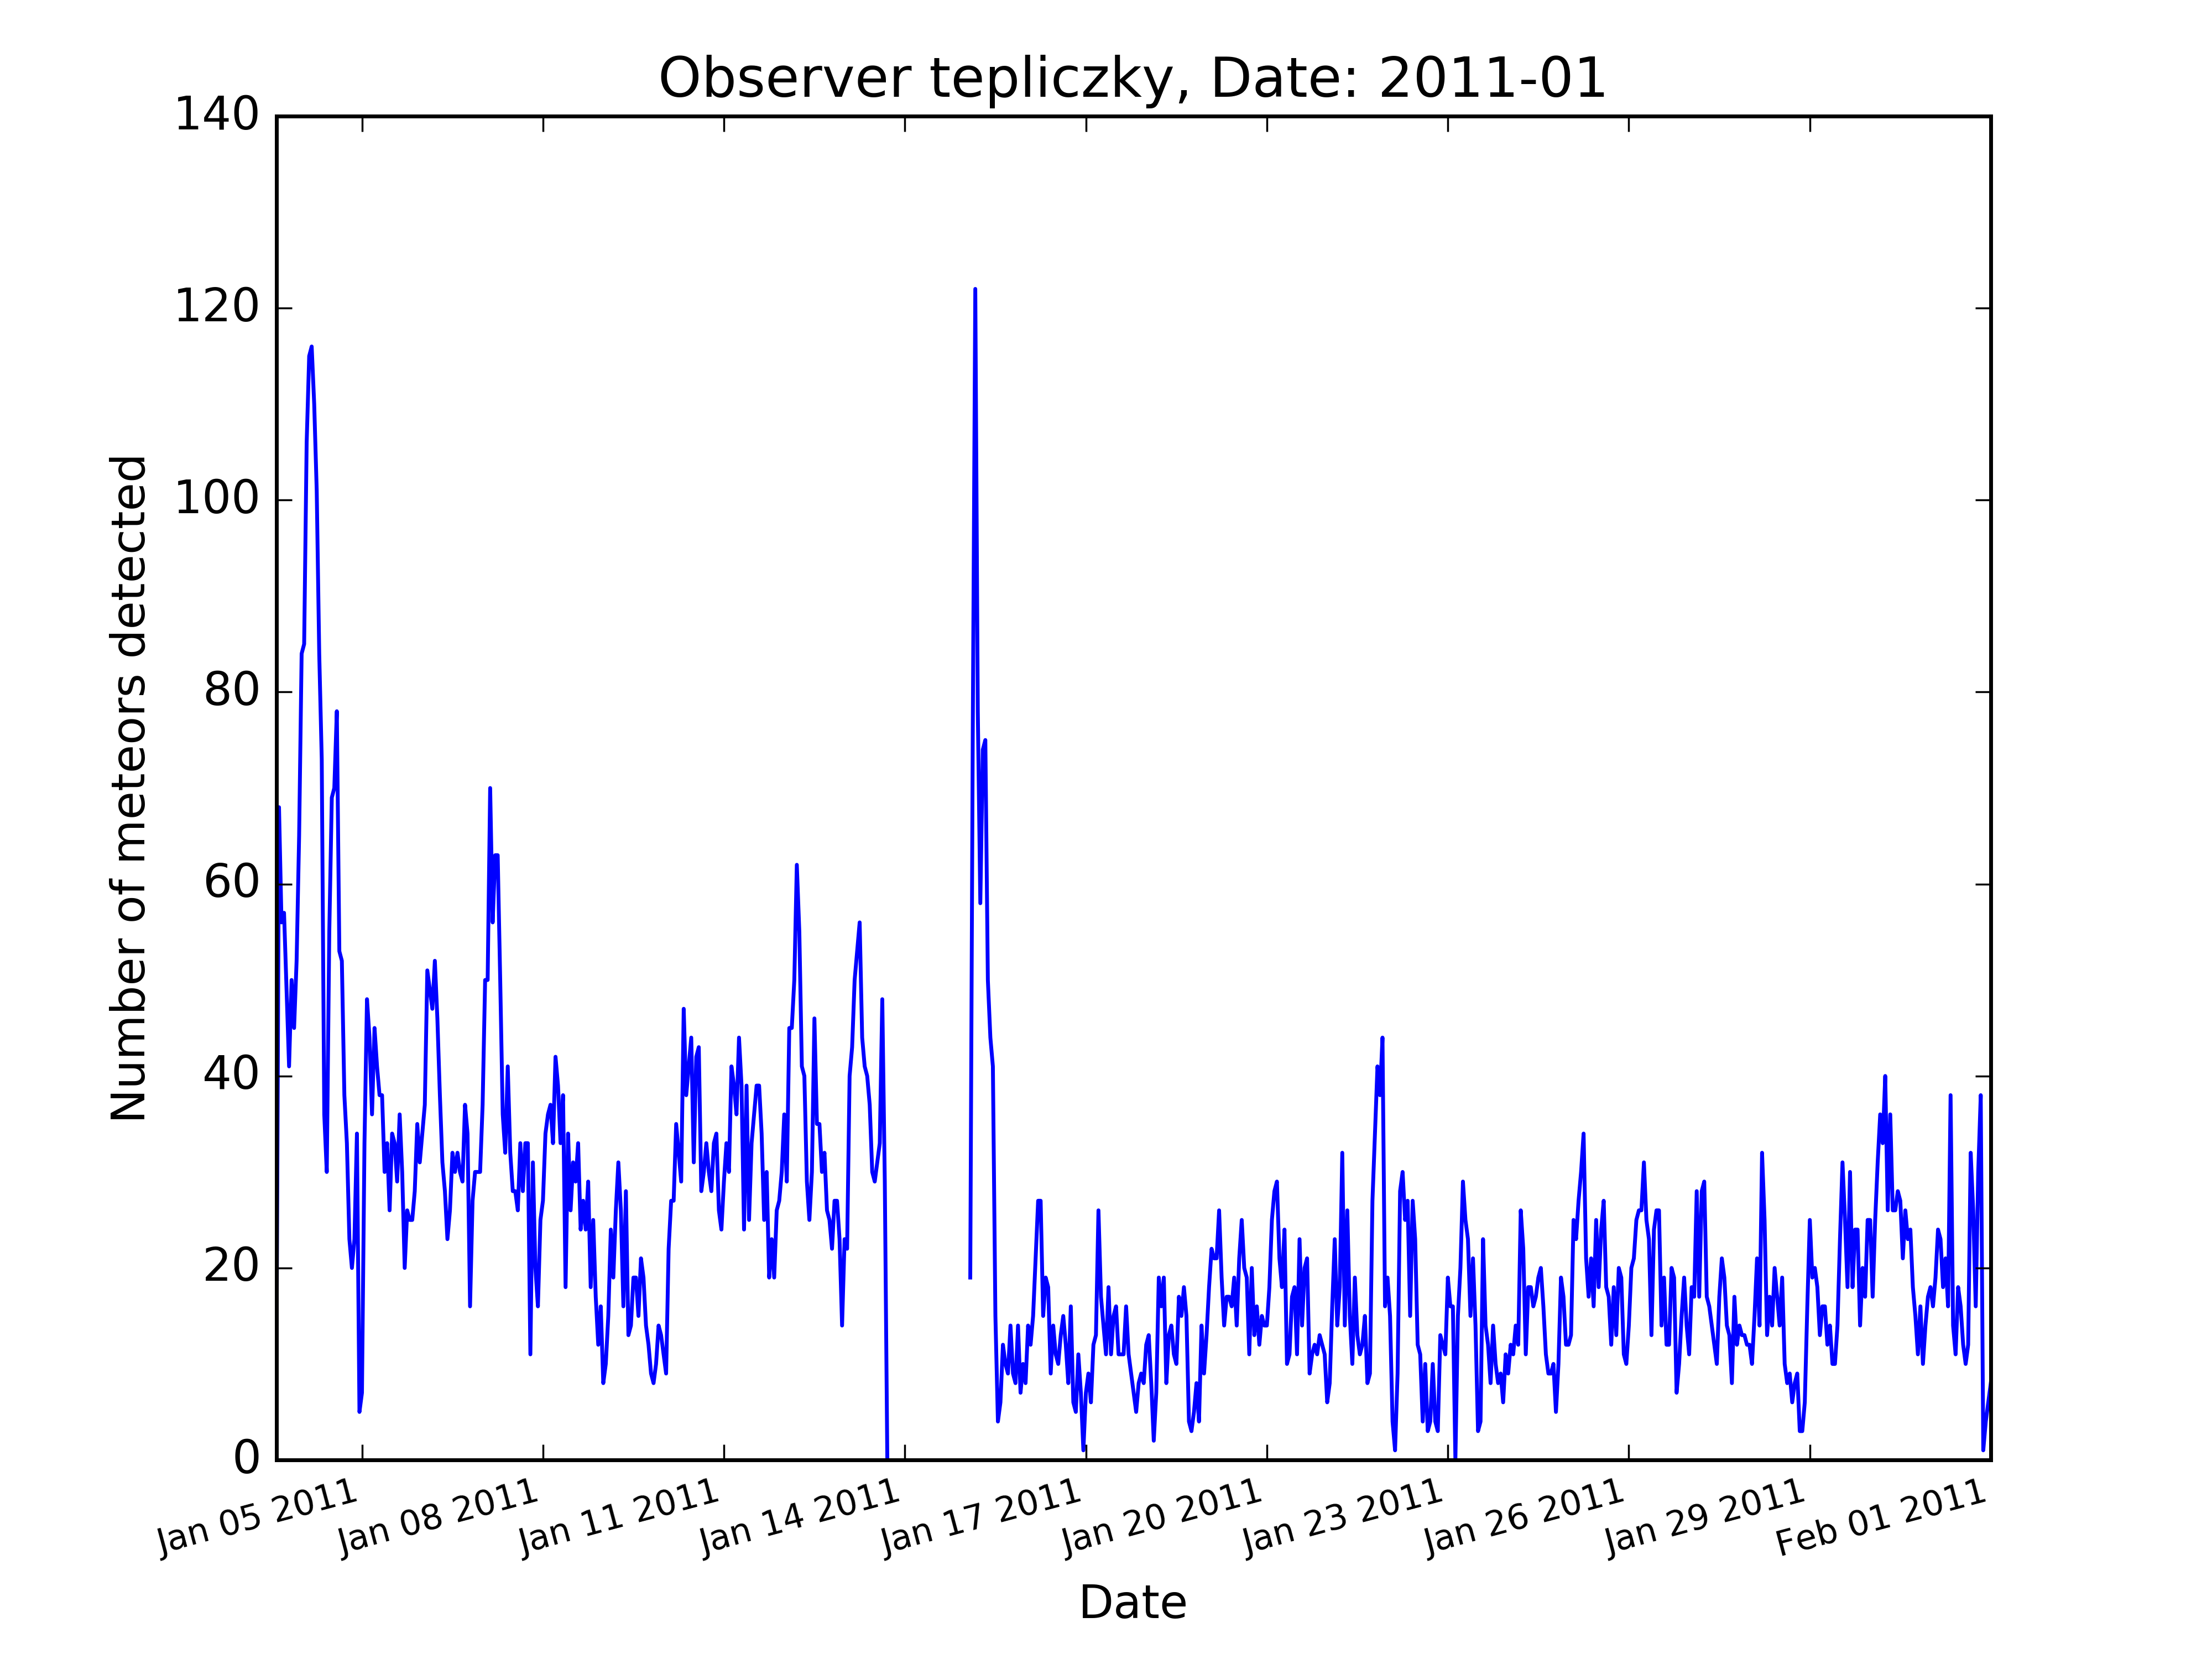 Observer tepliczky, Date: 2011-01
Number of meteors detected
140
120
100
80
60
40
20
0
Jan 05 2011
Jan 08 2011
Jan 11 2011
Jan 14 2011
Jan 17 2011
Jan 20 2011
Jan 23 2011
Jan 26 2011
Jan 29 2011
Feb 01 2011
Date